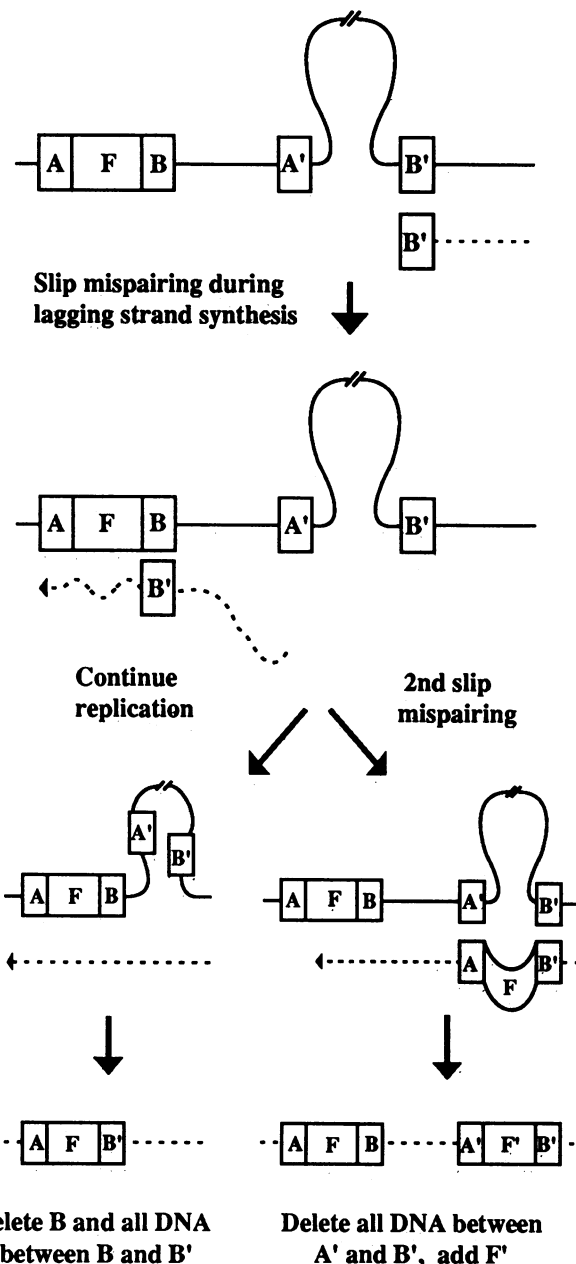 A F B A' B'
B'
Slip mispairing during
lagging strand synthesis
A F B A' B'
B'
Continue
replication
2nd slip
mispairing
A'
B'
A F B
A F B A' B'
A B'
F
A F B'
A F B A' F' B'
elete B and all DNA
between B and B'
Delete all DNA between
A' and B', add F'